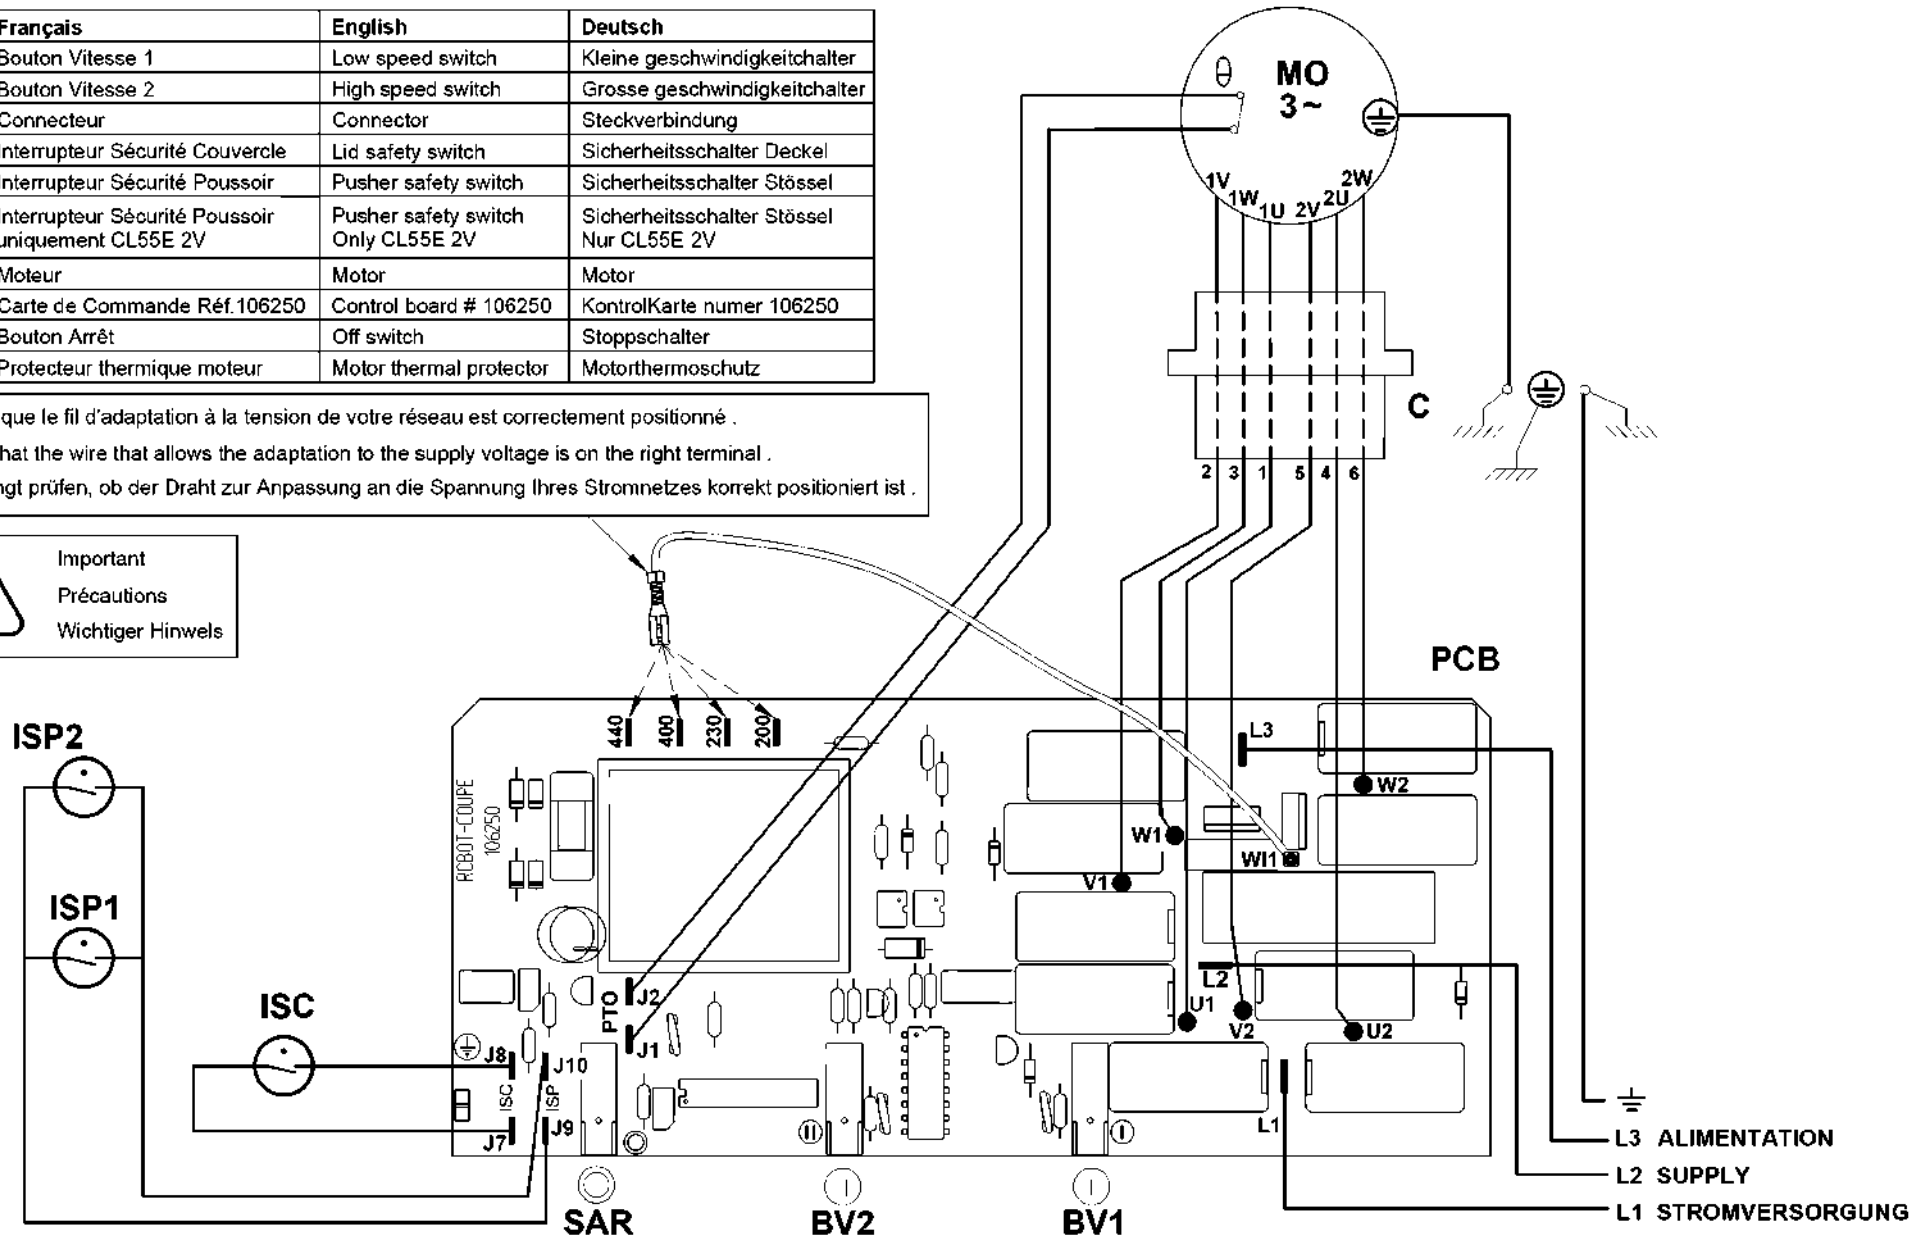 Français English Deutsch
Bouton Vitesse 1 Low speed switch Kleine geschwindigkeitchalter
Bouton Vitesse 2 High speed switch Grosse geschwindigkeitchalter
Connecteur Connector Steckverbindung
Interrupteur Sécurité Couvercle Lid safety switch Sicherheitsschalter Deckel
Interrupteur Sécurité Poussoir Pusher safety switch Sicherheitsschalter Stössel
Interrupteur Sécurité Poussoir Pusher safety switch Sicherheitsschalter Stössel
uniquement CL55E 2V Only CL55E 2V Nur CL55E 2V
Moteur Motor Motor
Carte de Commande Réf.106250 Control board # 106250 KontrolKarte numer 106250
Bouton Arrêt Off switch Stoppschalter
Protecteur thermique moteur Motor thermal protector Motorthermoschutz
que le fil d'adaptation à la tension de votre réseau est correctement positionné .
hat the wire that allows the adaptation to the supply voltage is on the right terminal .
ngt prüfen, ob der Draht zur Anpassung an die Spannung Ihres Stromnetzes korrekt positioniert ist .
Important
Précautions
Wichtiger Hinwels
θ MO
3~
1V 1W 1U 2V 2U 2W
C
2 3 1 5 4 6
PCB
440 400 230 200
L3
ISP2
W2
ROBOT-COUPE
106250
W1
WI1
V1
ISP1
L2
ISC
PTO
J2
J1
U1
V2
U2
J8
J10
ISC
ISP
J7
J9
II
I
L1
SAR
BV2
BV1
L3 ALIMENTATION
L2 SUPPLY
L1 STROMVERSORGUNG